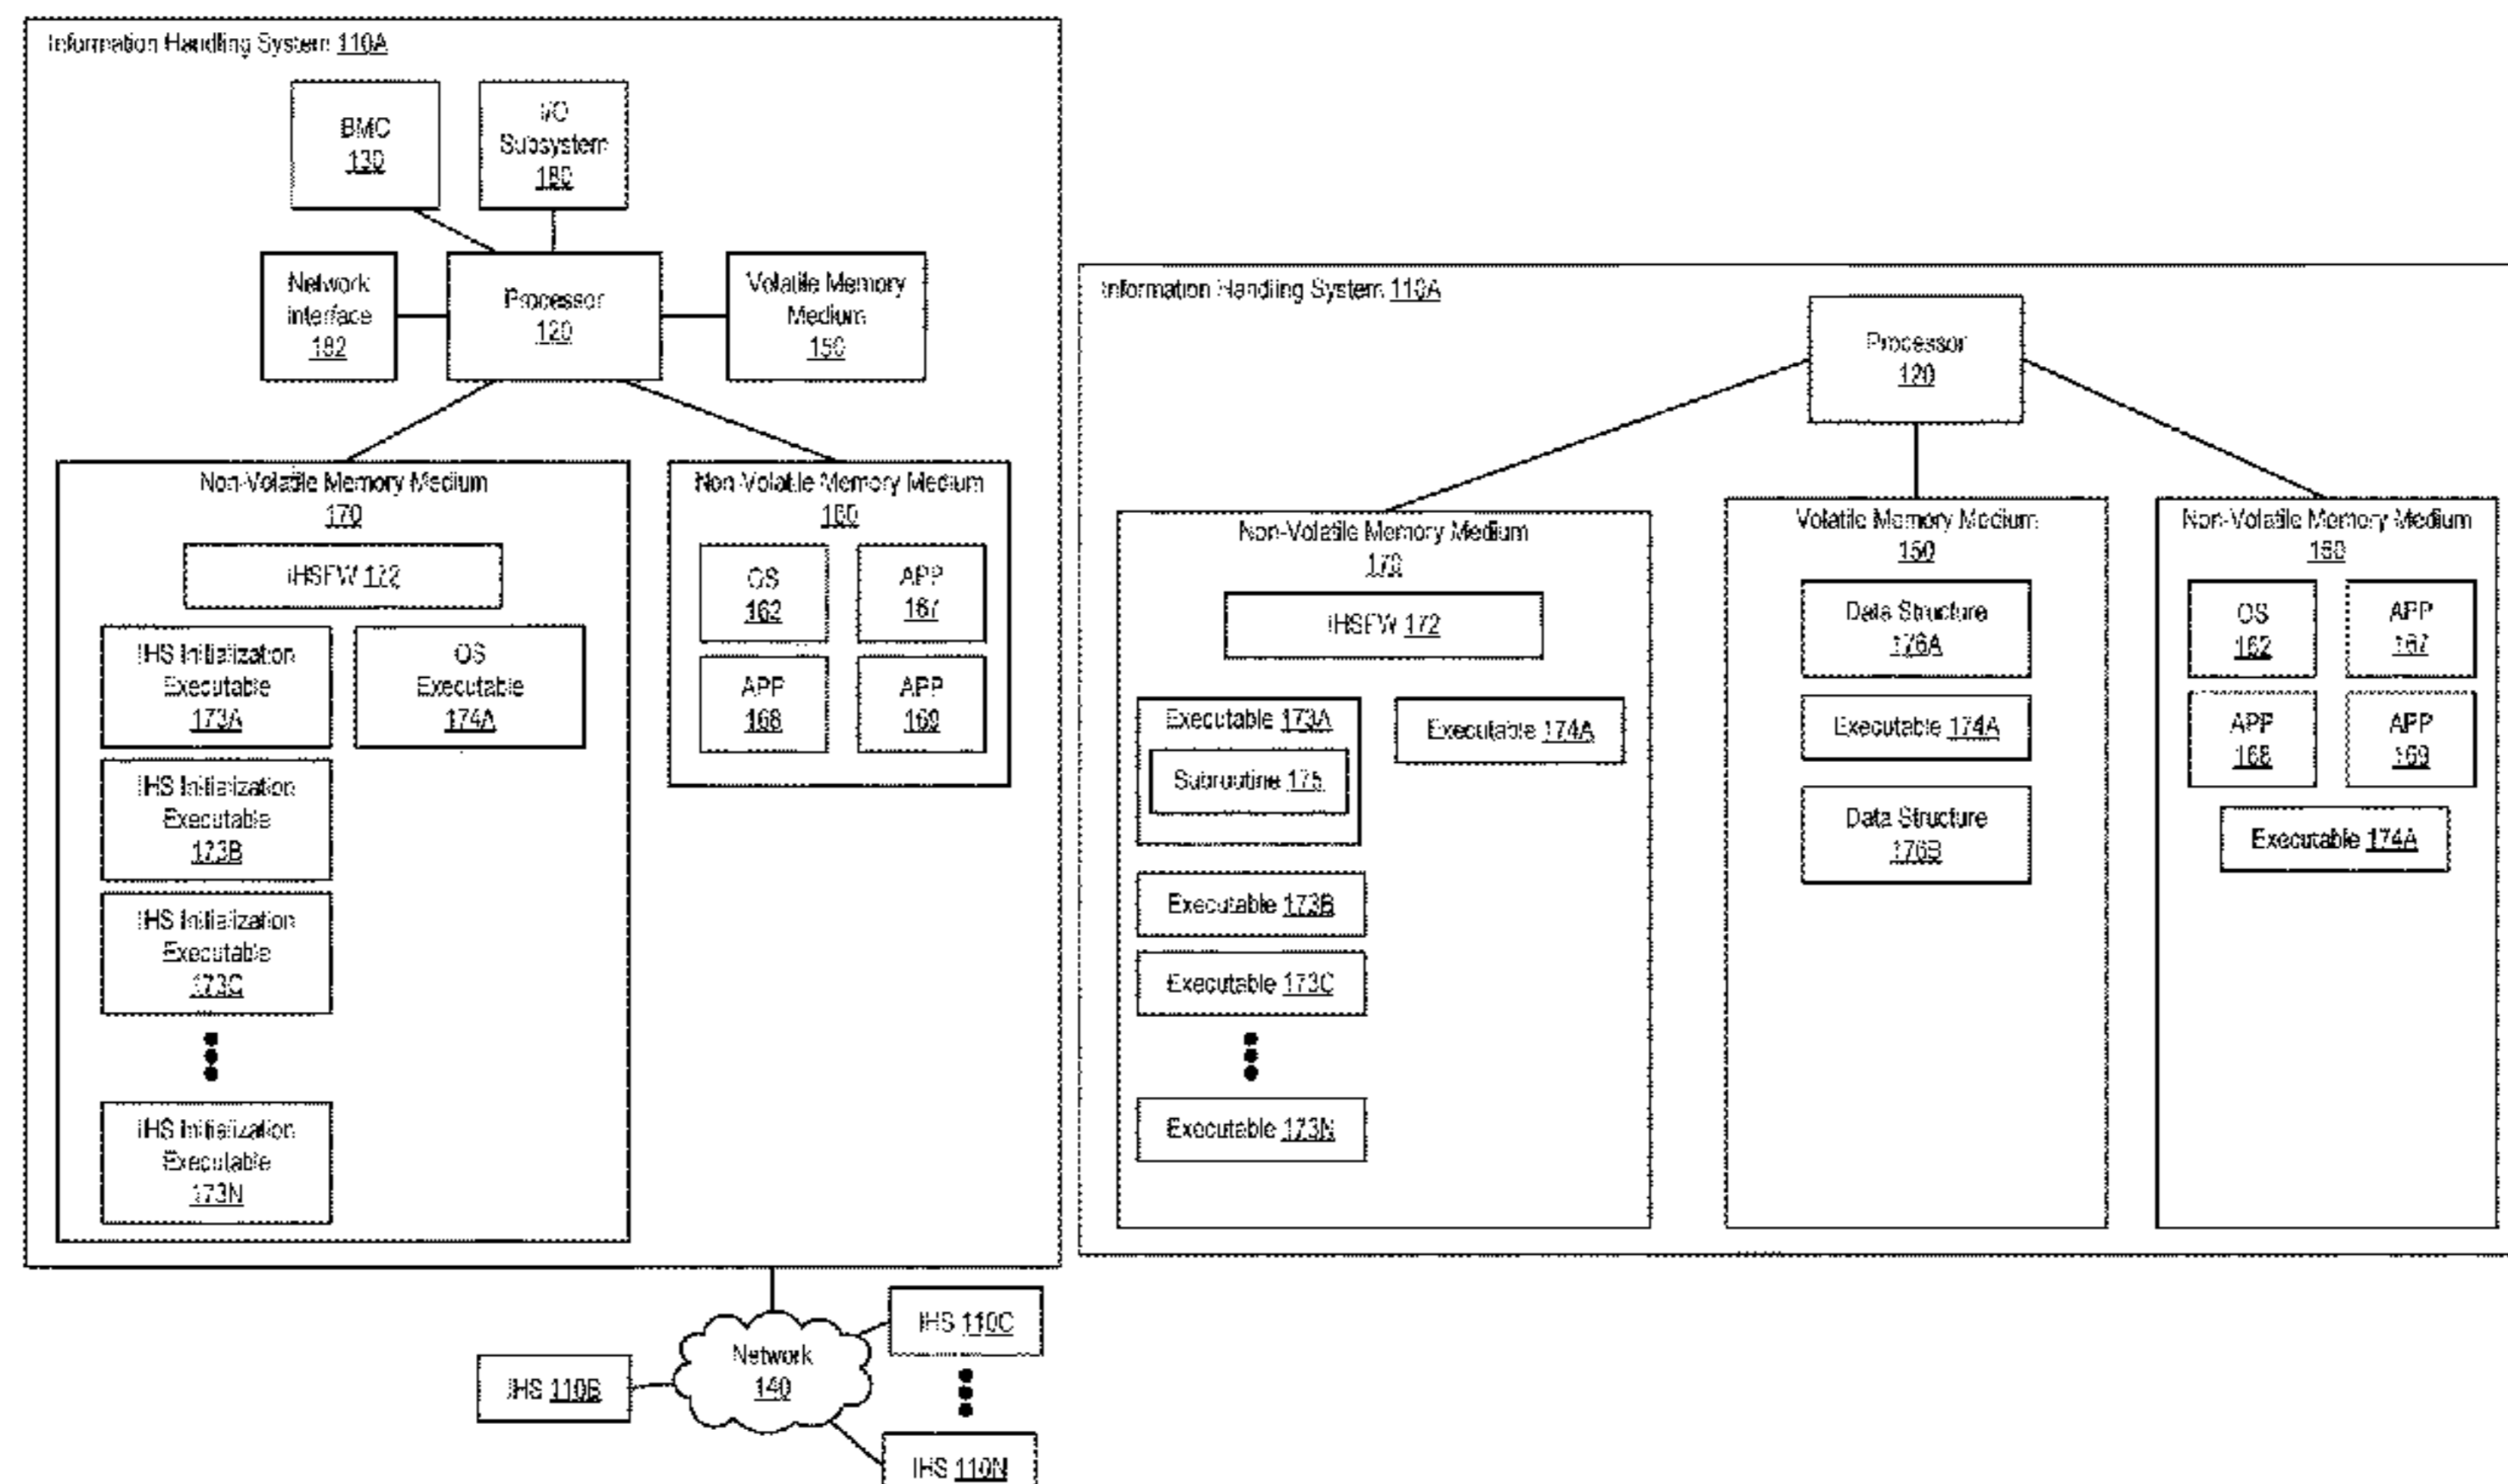 Information Handling System 110A
BMC
130
I/O
Subsystem
180
Network
Interface
182
Processor
120
Volatile Memory
Medium
150
Non-Volatile Memory Medium
170
IHSFW 172
IHS Initialization
Executable
173A
OS
Executable
174A
IHS Initialization
Executable
173B
IHS Initialization
Executable
173C
IHS Initialization
Executable
173N
Non-Volatile Memory Medium
160
OS
162
APP
167
APP
168
APP
169
IHS 110B
Network
140
IHS 110C
IHS 110N
Information Handling System 110A
Processor
120
Non-Volatile Memory Medium
170
IHSFW 172
Executable 173A
Subroutine 175
Executable 174A
Executable 173B
Executable 173C
Executable 173N
Volatile Memory Medium
150
Data Structure
176A
Executable 174A
Data Structure
176B
Non-Volatile Memory Medium
160
OS
162
APP
167
APP
168
APP
169
Executable 174A